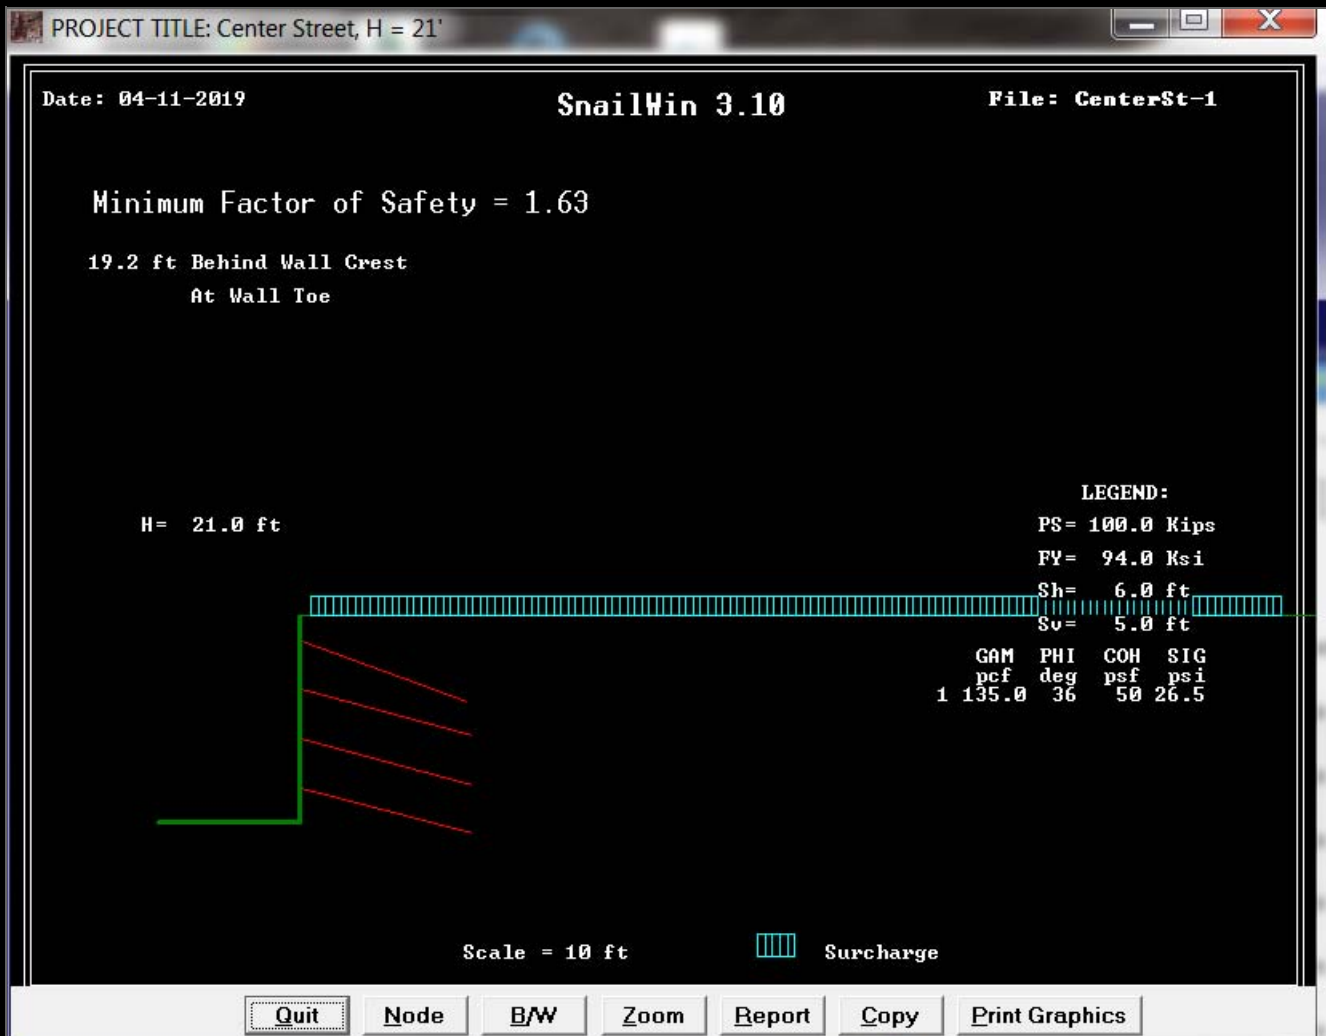 PROJECT TITLE: Center Street, H = 21'
Date: 04-11-2019
SnailWin 3.10
File: CenterSt-1
Minimum Factor of Safety = 1.63
19.2 ft Behind Wall Crest
At Wall Toe
H= 21.0 ft
LEGEND:
PS= 100.0 Kips
FY= 94.0 Ksi
Sh= 6.0 ft
Sv= 5.0 ft
GAM PHI COH SIG
pcf deg psf psi
1 135.0 36 50 26.5
Scale = 10 ft
Surcharge
Quit Node B/W Zoom Report Copy Print Graphics